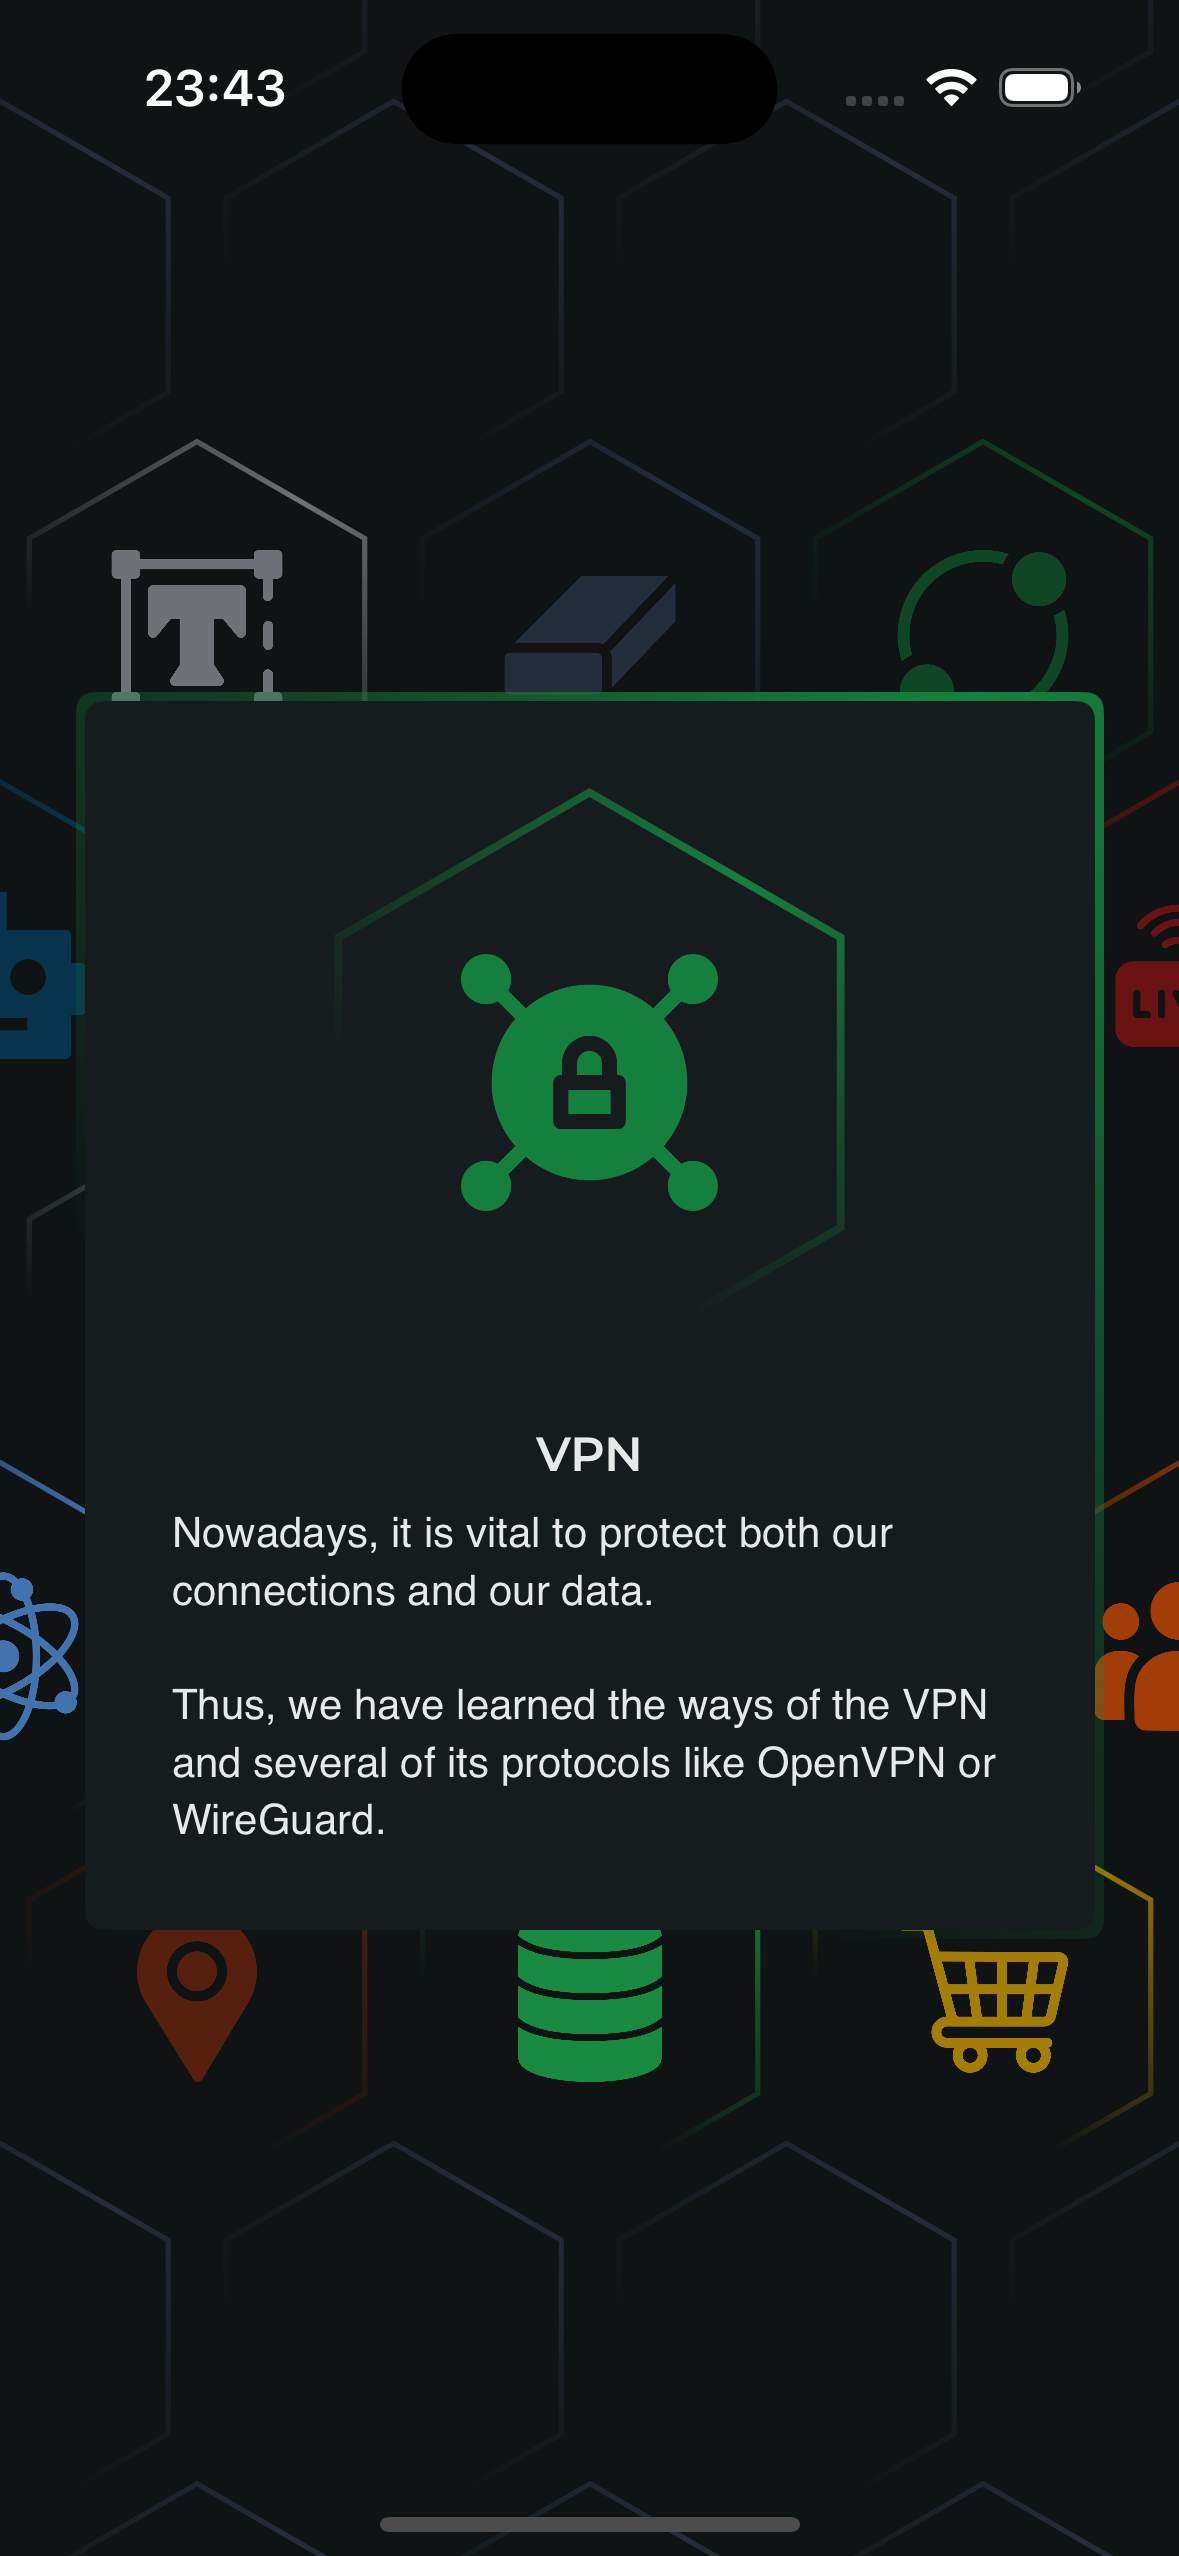 23:43
T
VPN
Nowadays, it is vital to protect both our
connections and our data.
Thus, we have learned the ways of the VPN
and several of its protocols like OpenVPN or
WireGuard.